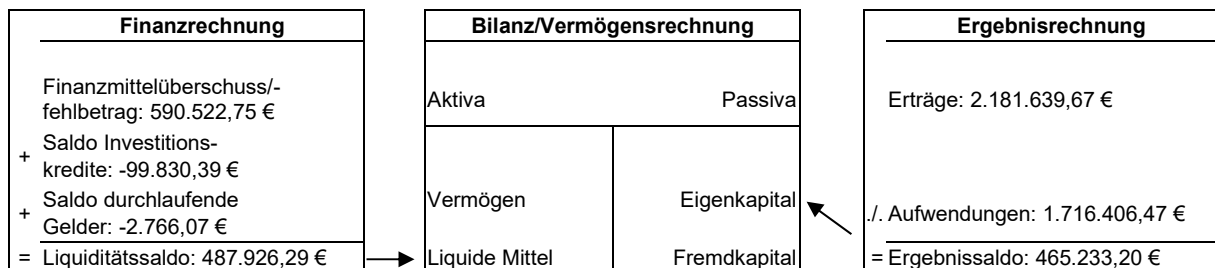 Finanzrechnung
Finanzmittelüberschuss/-
fehlbetrag: 590.522,75 €
+ Saldo Investitions-
kredite: -99.830,39 €
+ Saldo durchlaufende
Gelder: -2.766,07 €
= Liquiditätssaldo: 487.926,29 €
Bilanz/Vermögensrechnung
Aktiva Passiva
Vermögen Eigenkapital
Liquide Mittel Fremdkapital
Ergebnisrechnung
Erträge: 2.181.639,67 €
./. Aufwendungen: 1.716.406,47 €
= Ergebnissaldo: 465.233,20 €